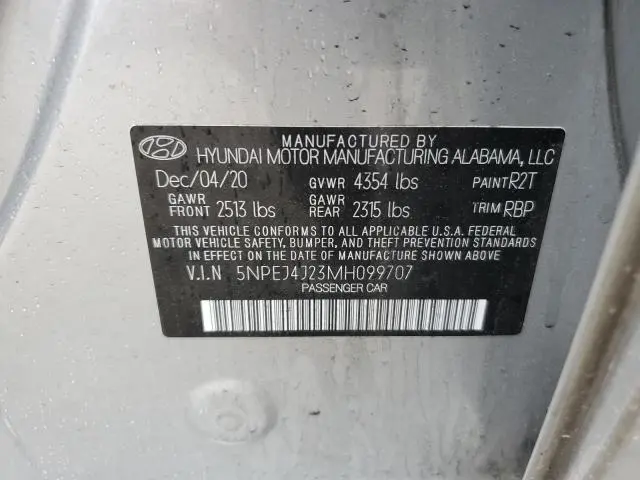 MANUFACTURED BY
HYUNDAI MOTOR MANUFACTURING ALABAMA, LLC
Dec/04/20 GVWR 4354 lbs PAINT R2T
GAWR FRONT 2513 lbs GAWR REAR 2315 lbs TRIM RBP
THIS VEHICLE CONFORMS TO ALL APPLICABLE U.S.A. FEDERAL
MOTOR VEHICLE SAFETY, BUMPER, AND THEFT PREVENTION STANDARDS
IN EFFECT ON THE DATE OF MANUFACTURE SHOWN ABOVE
V.I.N 5NPEJ4J23MH099707
PASSENGER CAR